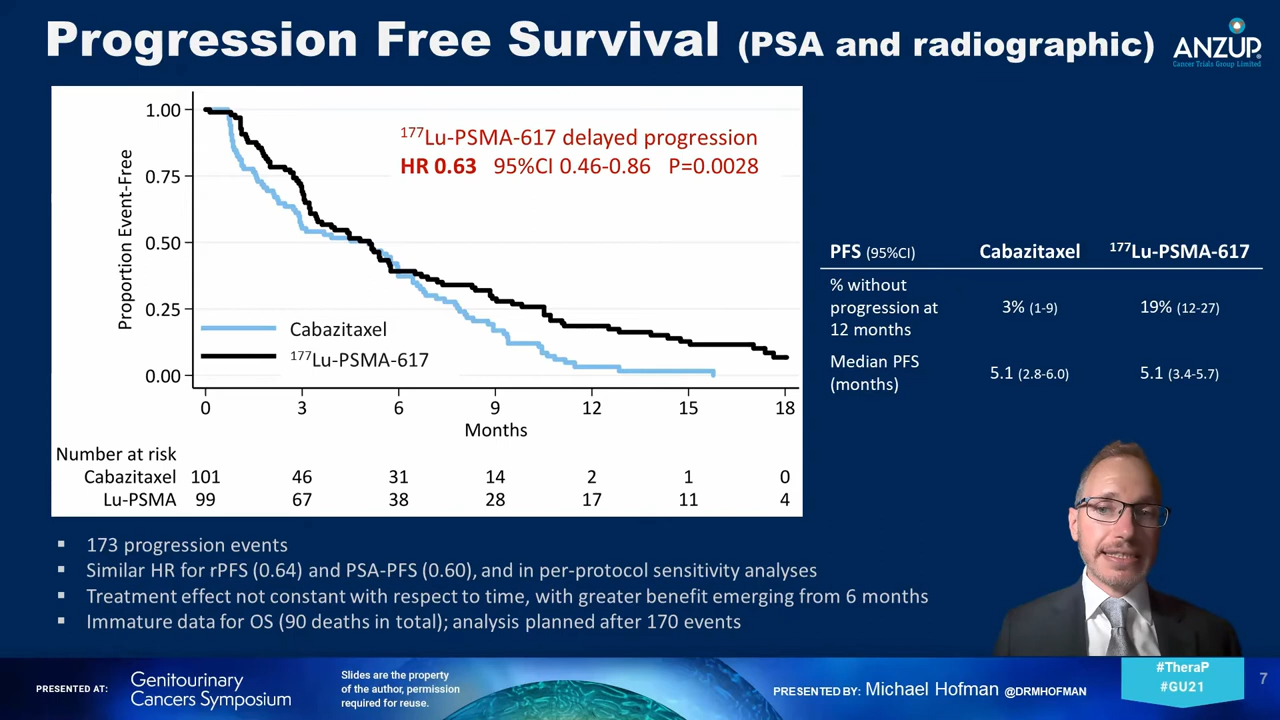 Progression Free Survival (PSA and radiographic)
ANZUP
Cancer Trials Group Limited
1.00
0.75
0.50
0.25
0.00
Proportion Event-Free
177Lu-PSMA-617 delayed progression
HR 0.63 95%CI 0.46-0.86 P=0.0028
Cabazitaxel
177Lu-PSMA-617
0 3 6 9 12 15 18
Months
Number at risk
Cabazitaxel 101 46 31 14 2 1 0
Lu-PSMA 99 67 38 28 17 11 4
PFS (95%CI) Cabazitaxel 177Lu-PSMA-617
% without
progression at 3% (1-9) 19% (12-27)
12 months
Median PFS
(months) 5.1 (2.8-6.0) 5.1 (3.4-5.7)
▪ 173 progression events
▪ Similar HR for rPFS (0.64) and PSA-PFS (0.60), and in per-protocol sensitivity analyses
▪ Treatment effect not constant with respect to time, with greater benefit emerging from 6 months
▪ Immature data for OS (90 deaths in total); analysis planned after 170 events
PRESENTED AT: Genitourinary
Cancers Symposium
Slides are the property
of the author, permission
required for reuse.
PRESENTED BY: Michael Hofman @DRMHOFMAN
#TheraP
#GU21
7